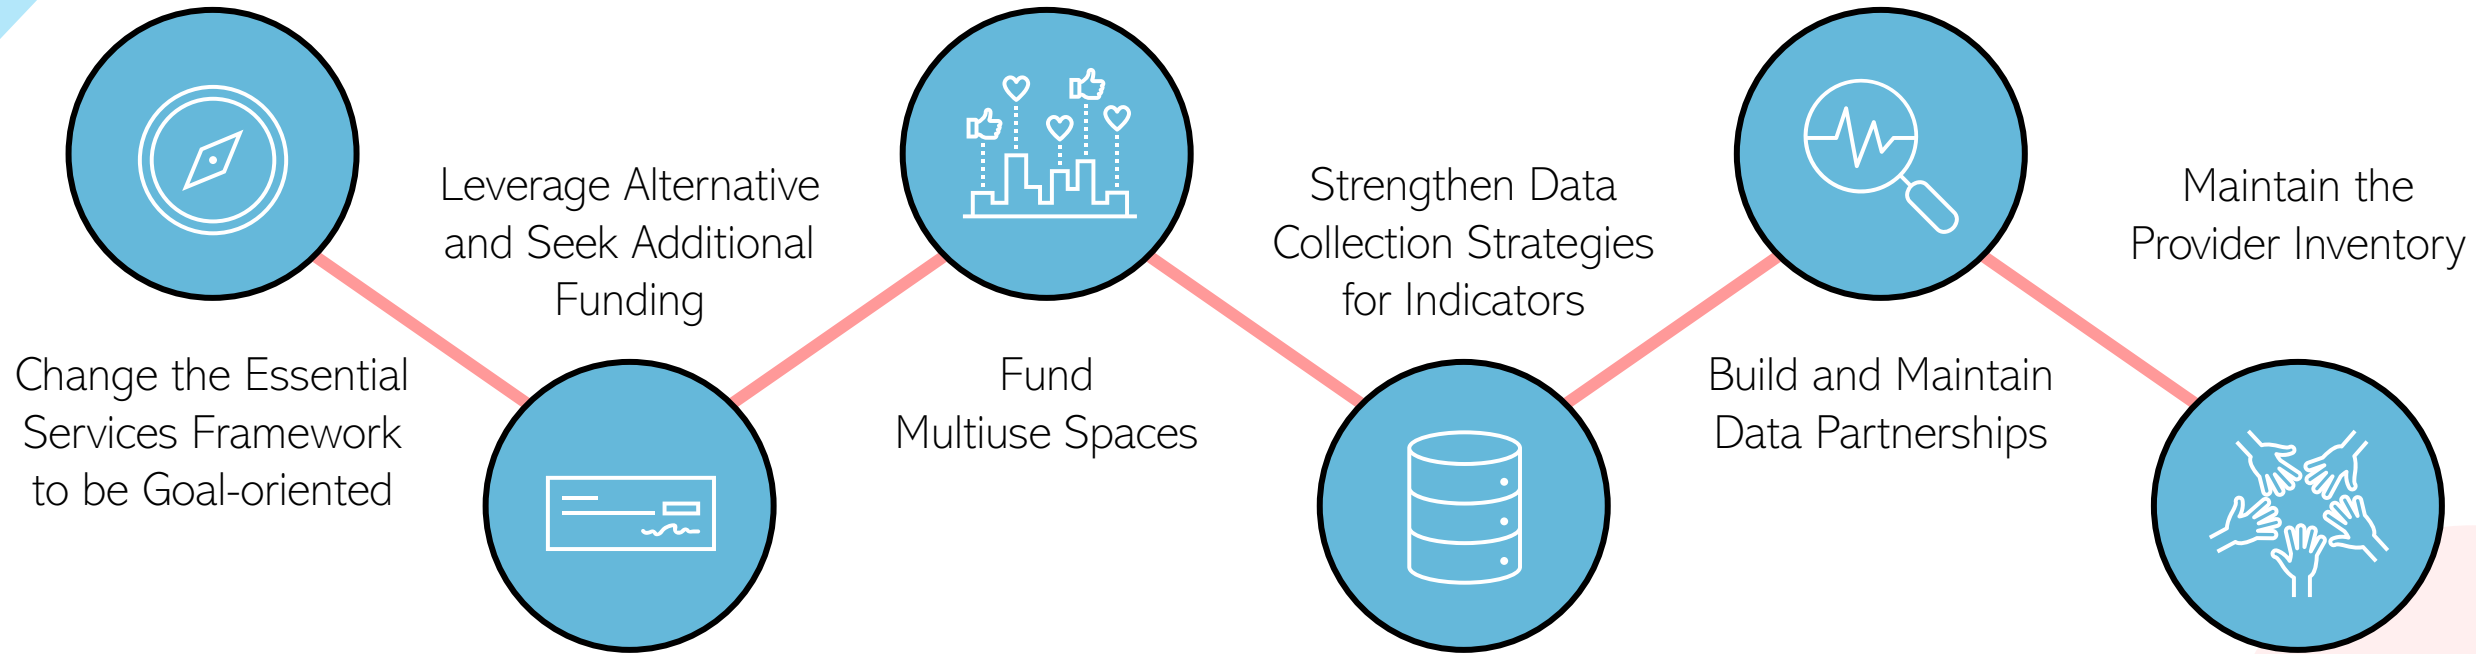 Change the Essential
Services Framework
to be Goal-oriented
Leverage Alternative
and Seek Additional
Funding
Fund
Multiuse Spaces
Strengthen Data
Collection Strategies
for Indicators
Build and Maintain
Data Partnerships
Maintain the
Provider Inventory